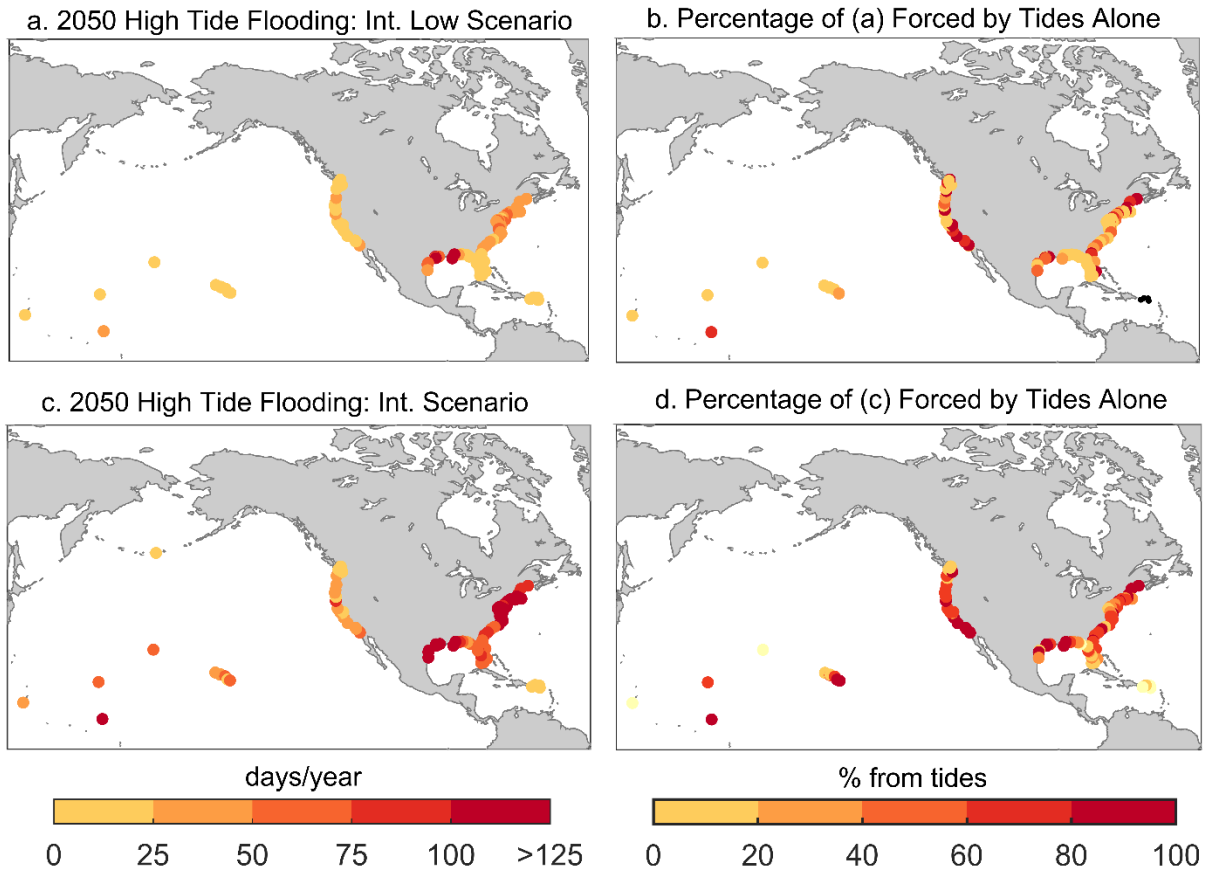 a. 2050 High Tide Flooding: Int. Low Scenario
b. Percentage of (a) Forced by Tides Alone
c. 2050 High Tide Flooding: Int. Scenario
d. Percentage of (c) Forced by Tides Alone
days/year
0 25 50 75 100 >125
% from tides
0 20 40 60 80 100